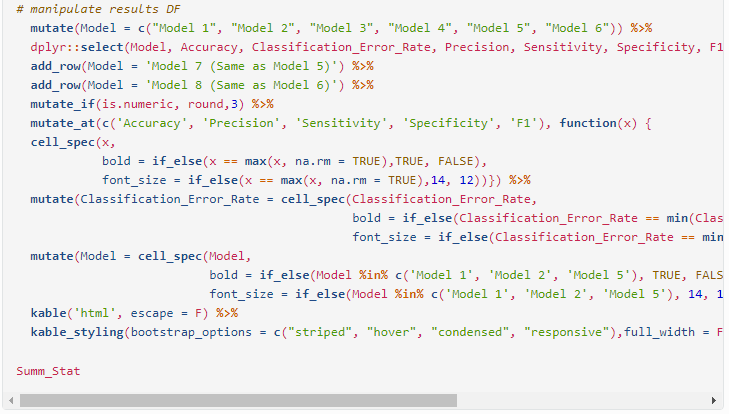 # manipulate results DF
mutate(Model = c("Model 1", "Model 2", "Model 3", "Model 4", "Model 5", "Model 6")) %>%
dplyr::select(Model, Accuracy, Classification_Error_Rate, Precision, Sensitivity, Specificity, F1
add_row(Model = 'Model 7 (Same as Model 5)') %>%
add_row(Model = 'Model 8 (Same as Model 6)') %>%
mutate_if(is.numeric, round,3) %>%
mutate_at(c('Accuracy', 'Precision', 'Sensitivity', 'Specificity', 'F1'), function(x) {
cell_spec(x,
bold = if_else(x == max(x, na.rm = TRUE),TRUE, FALSE),
font_size = if_else(x == max(x, na.rm = TRUE),14, 12))}) %>%
mutate(Classification_Error_Rate = cell_spec(Classification_Error_Rate,
bold = if_else(Classification_Error_Rate == min(Clas
font_size = if_else(Classification_Error_Rate == min
mutate(Model = cell_spec(Model,
bold = if_else(Model %in% c('Model 1', 'Model 2', 'Model 5'), TRUE, FALS
font_size = if_else(Model %in% c('Model 1', 'Model 2', 'Model 5'), 14, 1
kable('html', escape = F) %>%
kable_styling(bootstrap_options = c("striped", "hover", "condensed", "responsive"),full_width = F
Summ_Stat